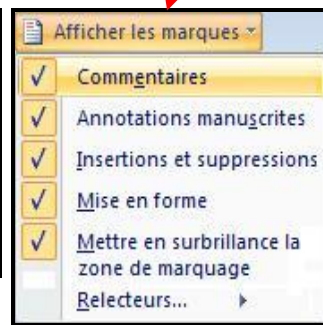 Afficher les marques
Commentaires
Annotations manuscrites
Insertions et suppressions
Mise en forme
Mettre en surbrillance la
zone de marquage
Relecteurs...